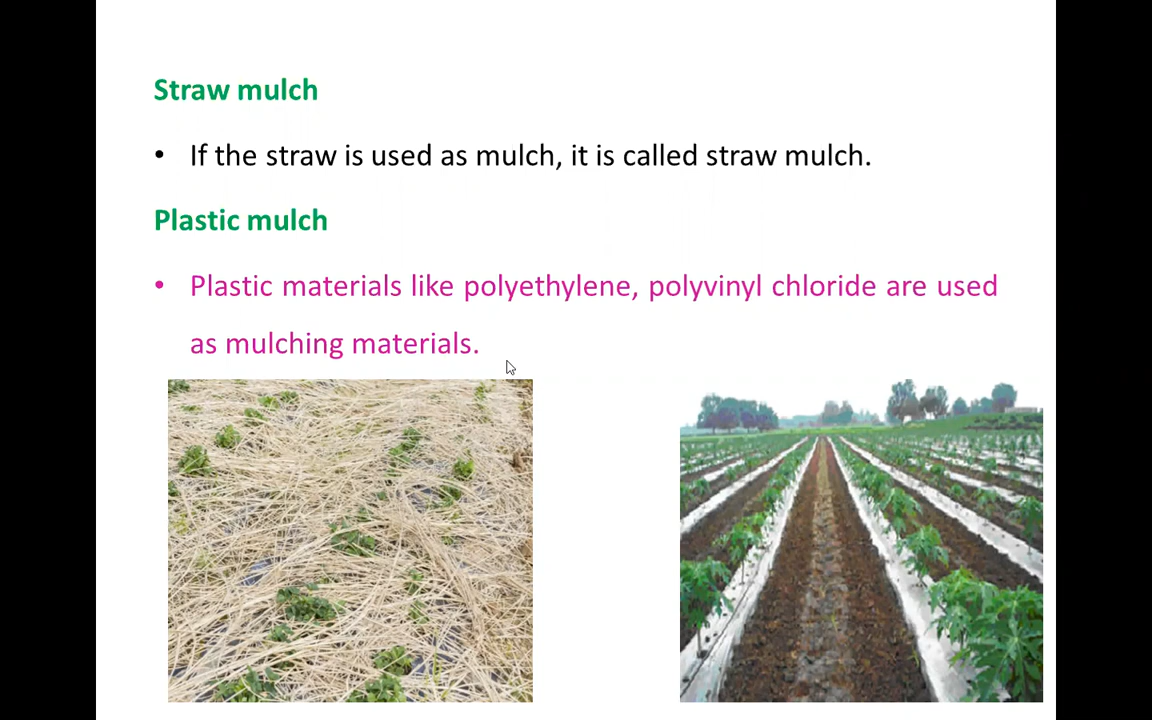 Straw mulch
• If the straw is used as mulch, it is called straw mulch.
Plastic mulch
• Plastic materials like polyethylene, polyvinyl chloride are used
as mulching materials.